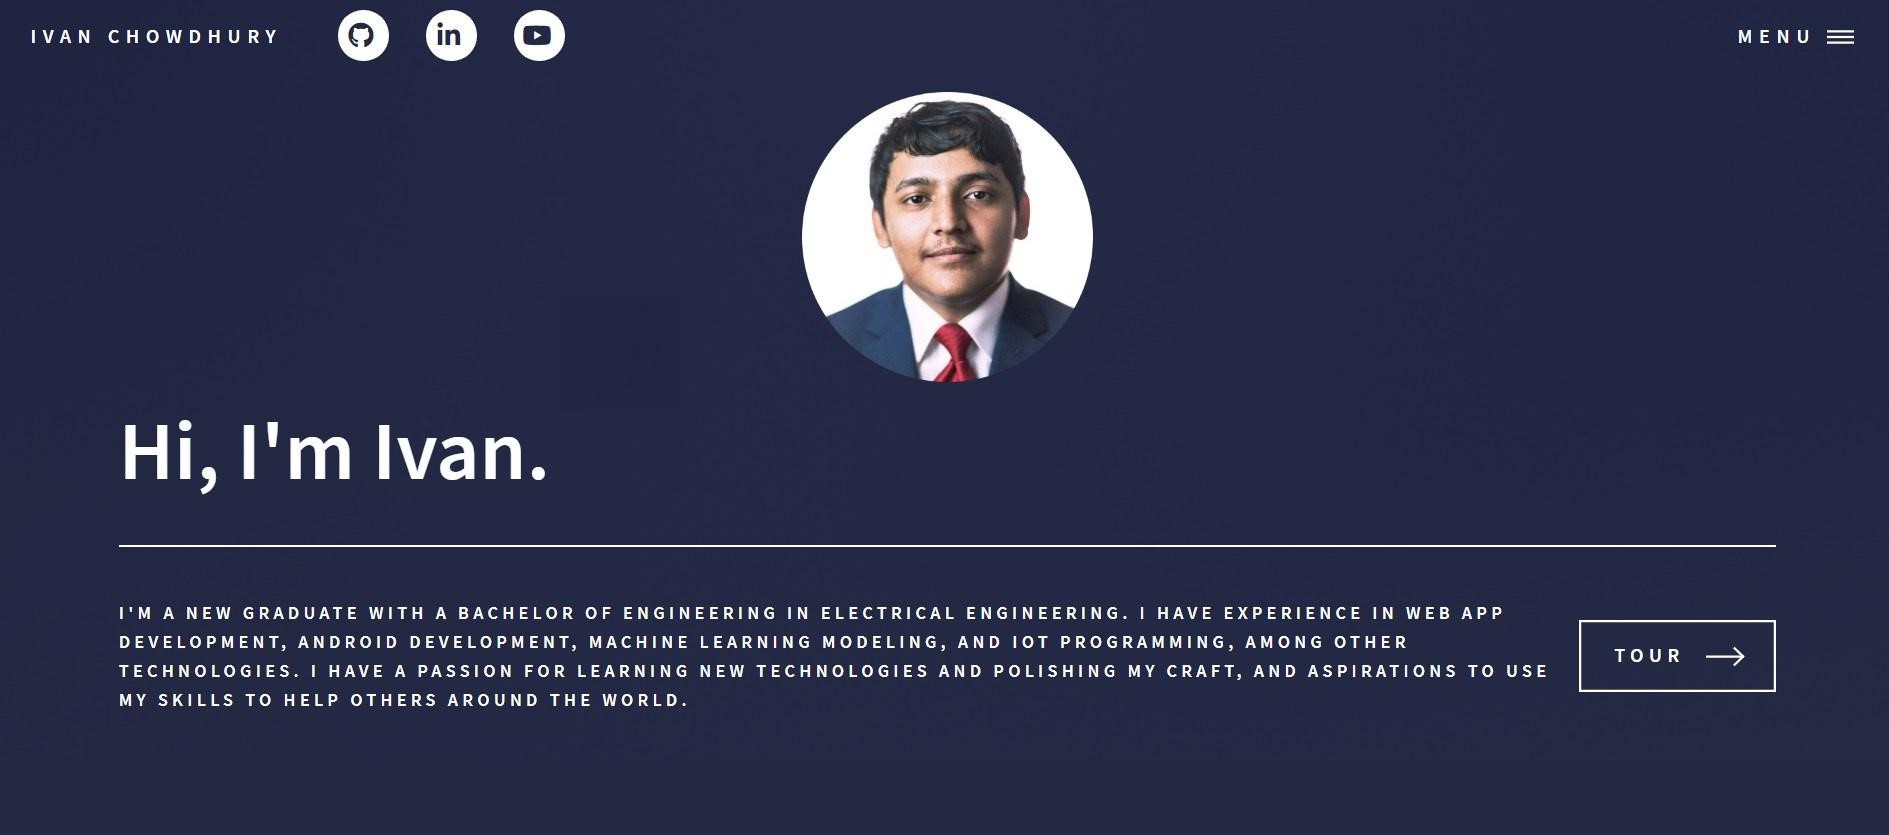 IVAN CHOWDHURY
in
MENU
Hi, I'm Ivan.
I'M A NEW GRADUATE WITH A BACHELOR OF ENGINEERING IN ELECTRICAL ENGINEERING. I HAVE EXPERIENCE IN WEB APP
DEVELOPMENT, ANDROID DEVELOPMENT, MACHINE LEARNING MODELING, AND IOT PROGRAMMING, AMONG OTHER
TECHNOLOGIES. I HAVE A PASSION FOR LEARNING NEW TECHNOLOGIES AND POLISHING MY CRAFT, AND ASPIRATIONS TO USE
MY SKILLS TO HELP OTHERS AROUND THE WORLD.
TOUR